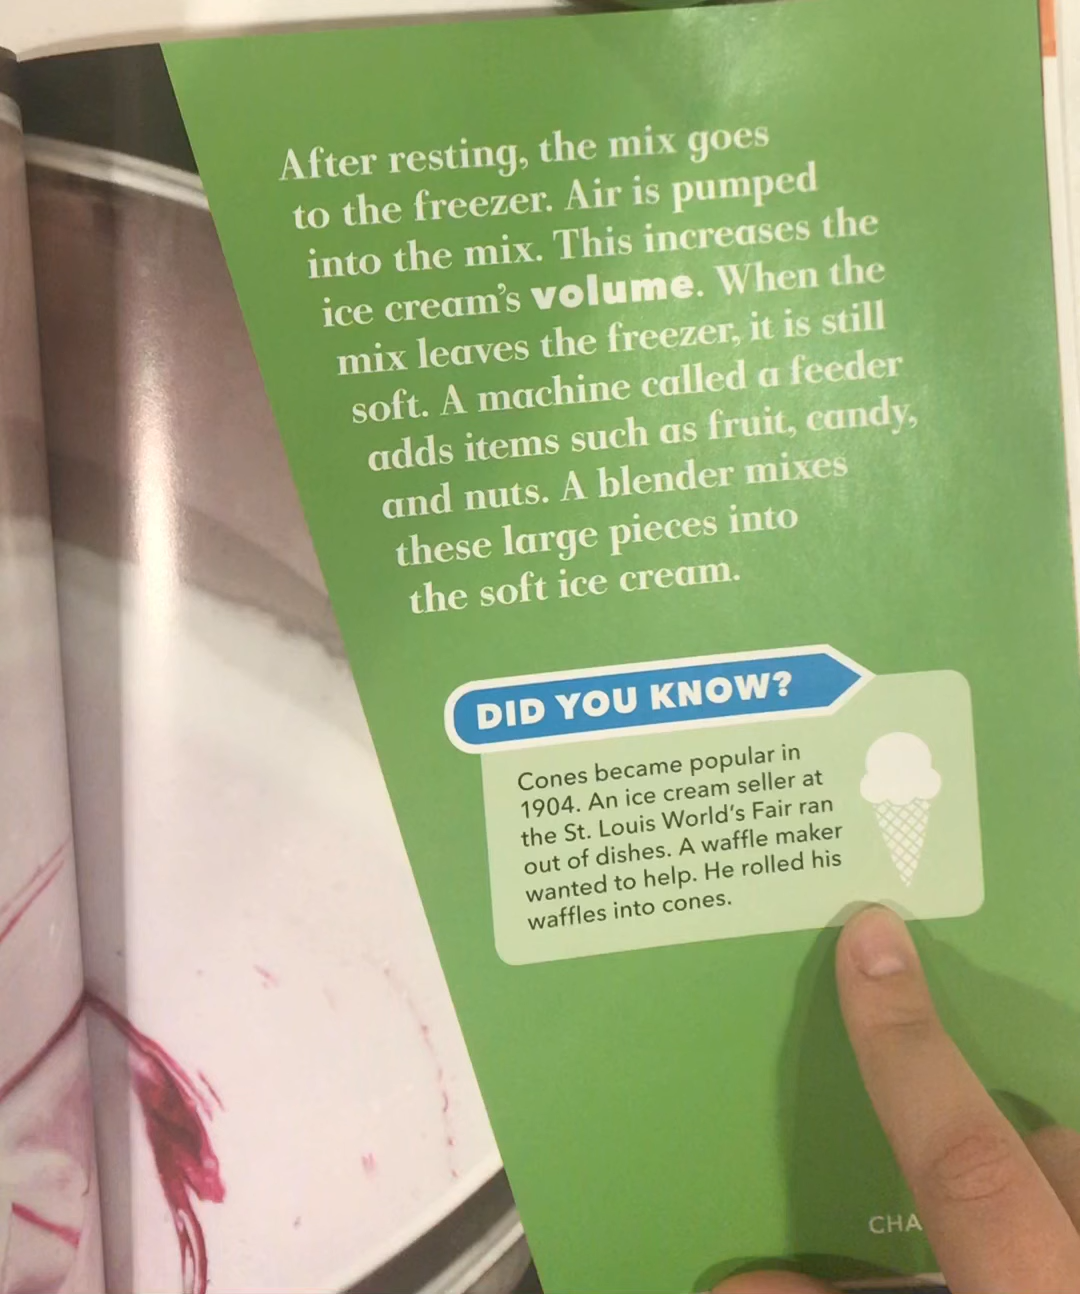 After resting, the mix goes
to the freezer. Air is pumped
into the mix. This increases the
ice cream's volume. When the
mix leaves the freezer, it is still
soft. A machine called a feeder
adds items such as fruit, candy,
and nuts. A blender mixes
these large pieces into
the soft ice cream.
DID YOU KNOW?
Cones became popular in
1904. An ice cream seller at
the St. Louis World's Fair ran
out of dishes. A waffle maker
wanted to help. He rolled his
waffles into cones.